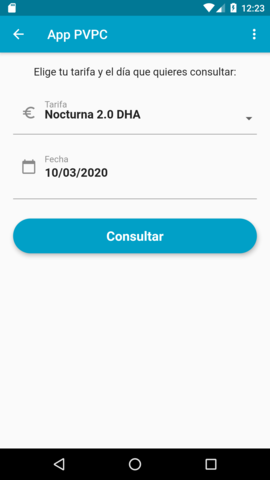 12:23
App PVPC
Elige tu tarifa y el día que quieres consultar:
Tarifa
Nocturna 2.0 DHA
Fecha
10/03/2020
Consultar